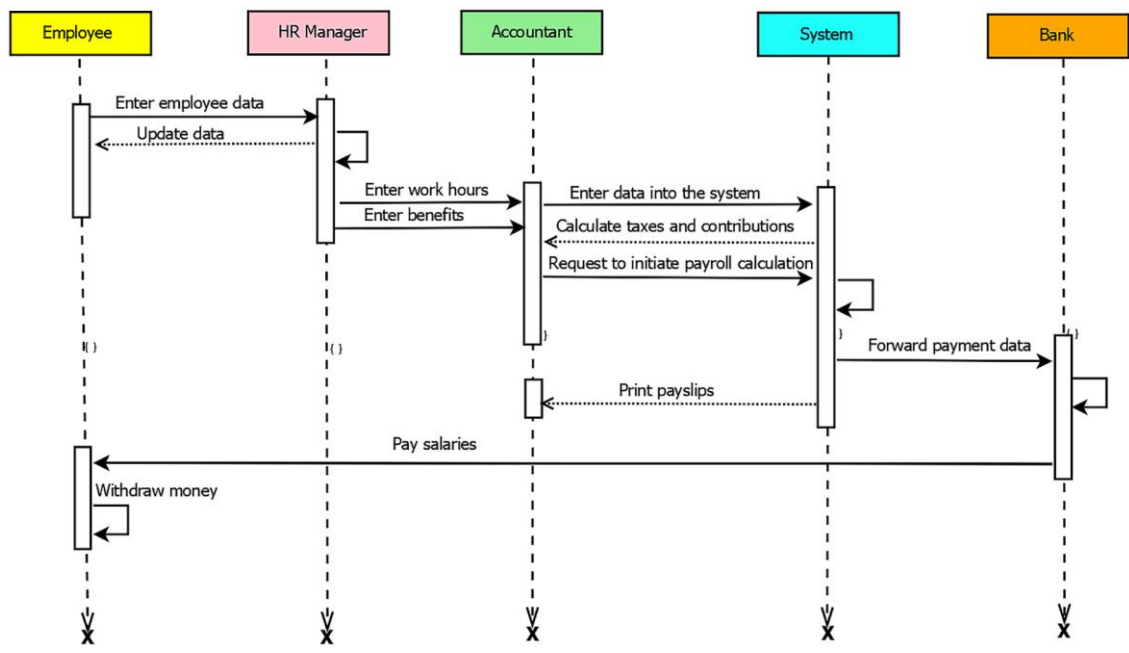 Employee
HR Manager
Accountant
System
Bank
Enter employee data
Update data
Enter work hours
Enter data into the system
Enter benefits
Calculate taxes and contributions
Request to initiate payroll calculation
}
}
{ }
{ }
{ }
Forward payment data
Print payslips
Pay salaries
Withdraw money
X
X
X
X
X